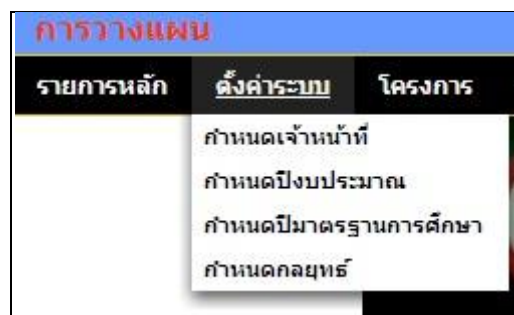 การวางแผน
รายการหลัก ตั้งค่าระบบ โครงการ
กำหนดเจ้าหน้าที่
กำหนดปีงบประมาณ
กำหนดปีมาตรฐานการศึกษา
กำหนดกลยุทธ์